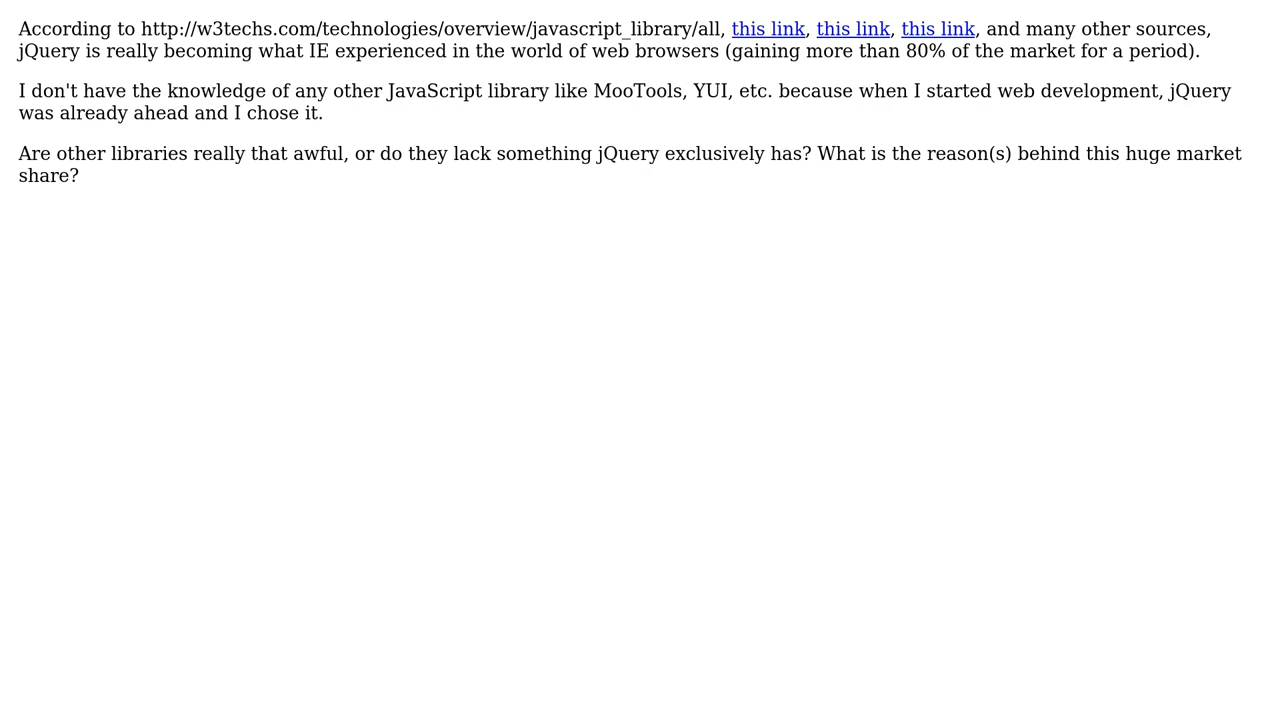 According to http://w3techs.com/technologies/overview/javascript_library/all, this link, this link, this link, and many other sources,
jQuery is really becoming what IE experienced in the world of web browsers (gaining more than 80% of the market for a period).
I don't have the knowledge of any other JavaScript library like MooTools, YUI, etc. because when I started web development, jQuery
was already ahead and I chose it.
Are other libraries really that awful, or do they lack something jQuery exclusively has? What is the reason(s) behind this huge market
share?